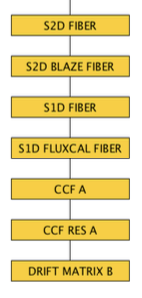 S2D FIBER
S2D BLAZE FIBER
S1D FIBER
S1D FLUXCAL FIBER
CCF A
CCF RES A
DRIFT MATRIX B